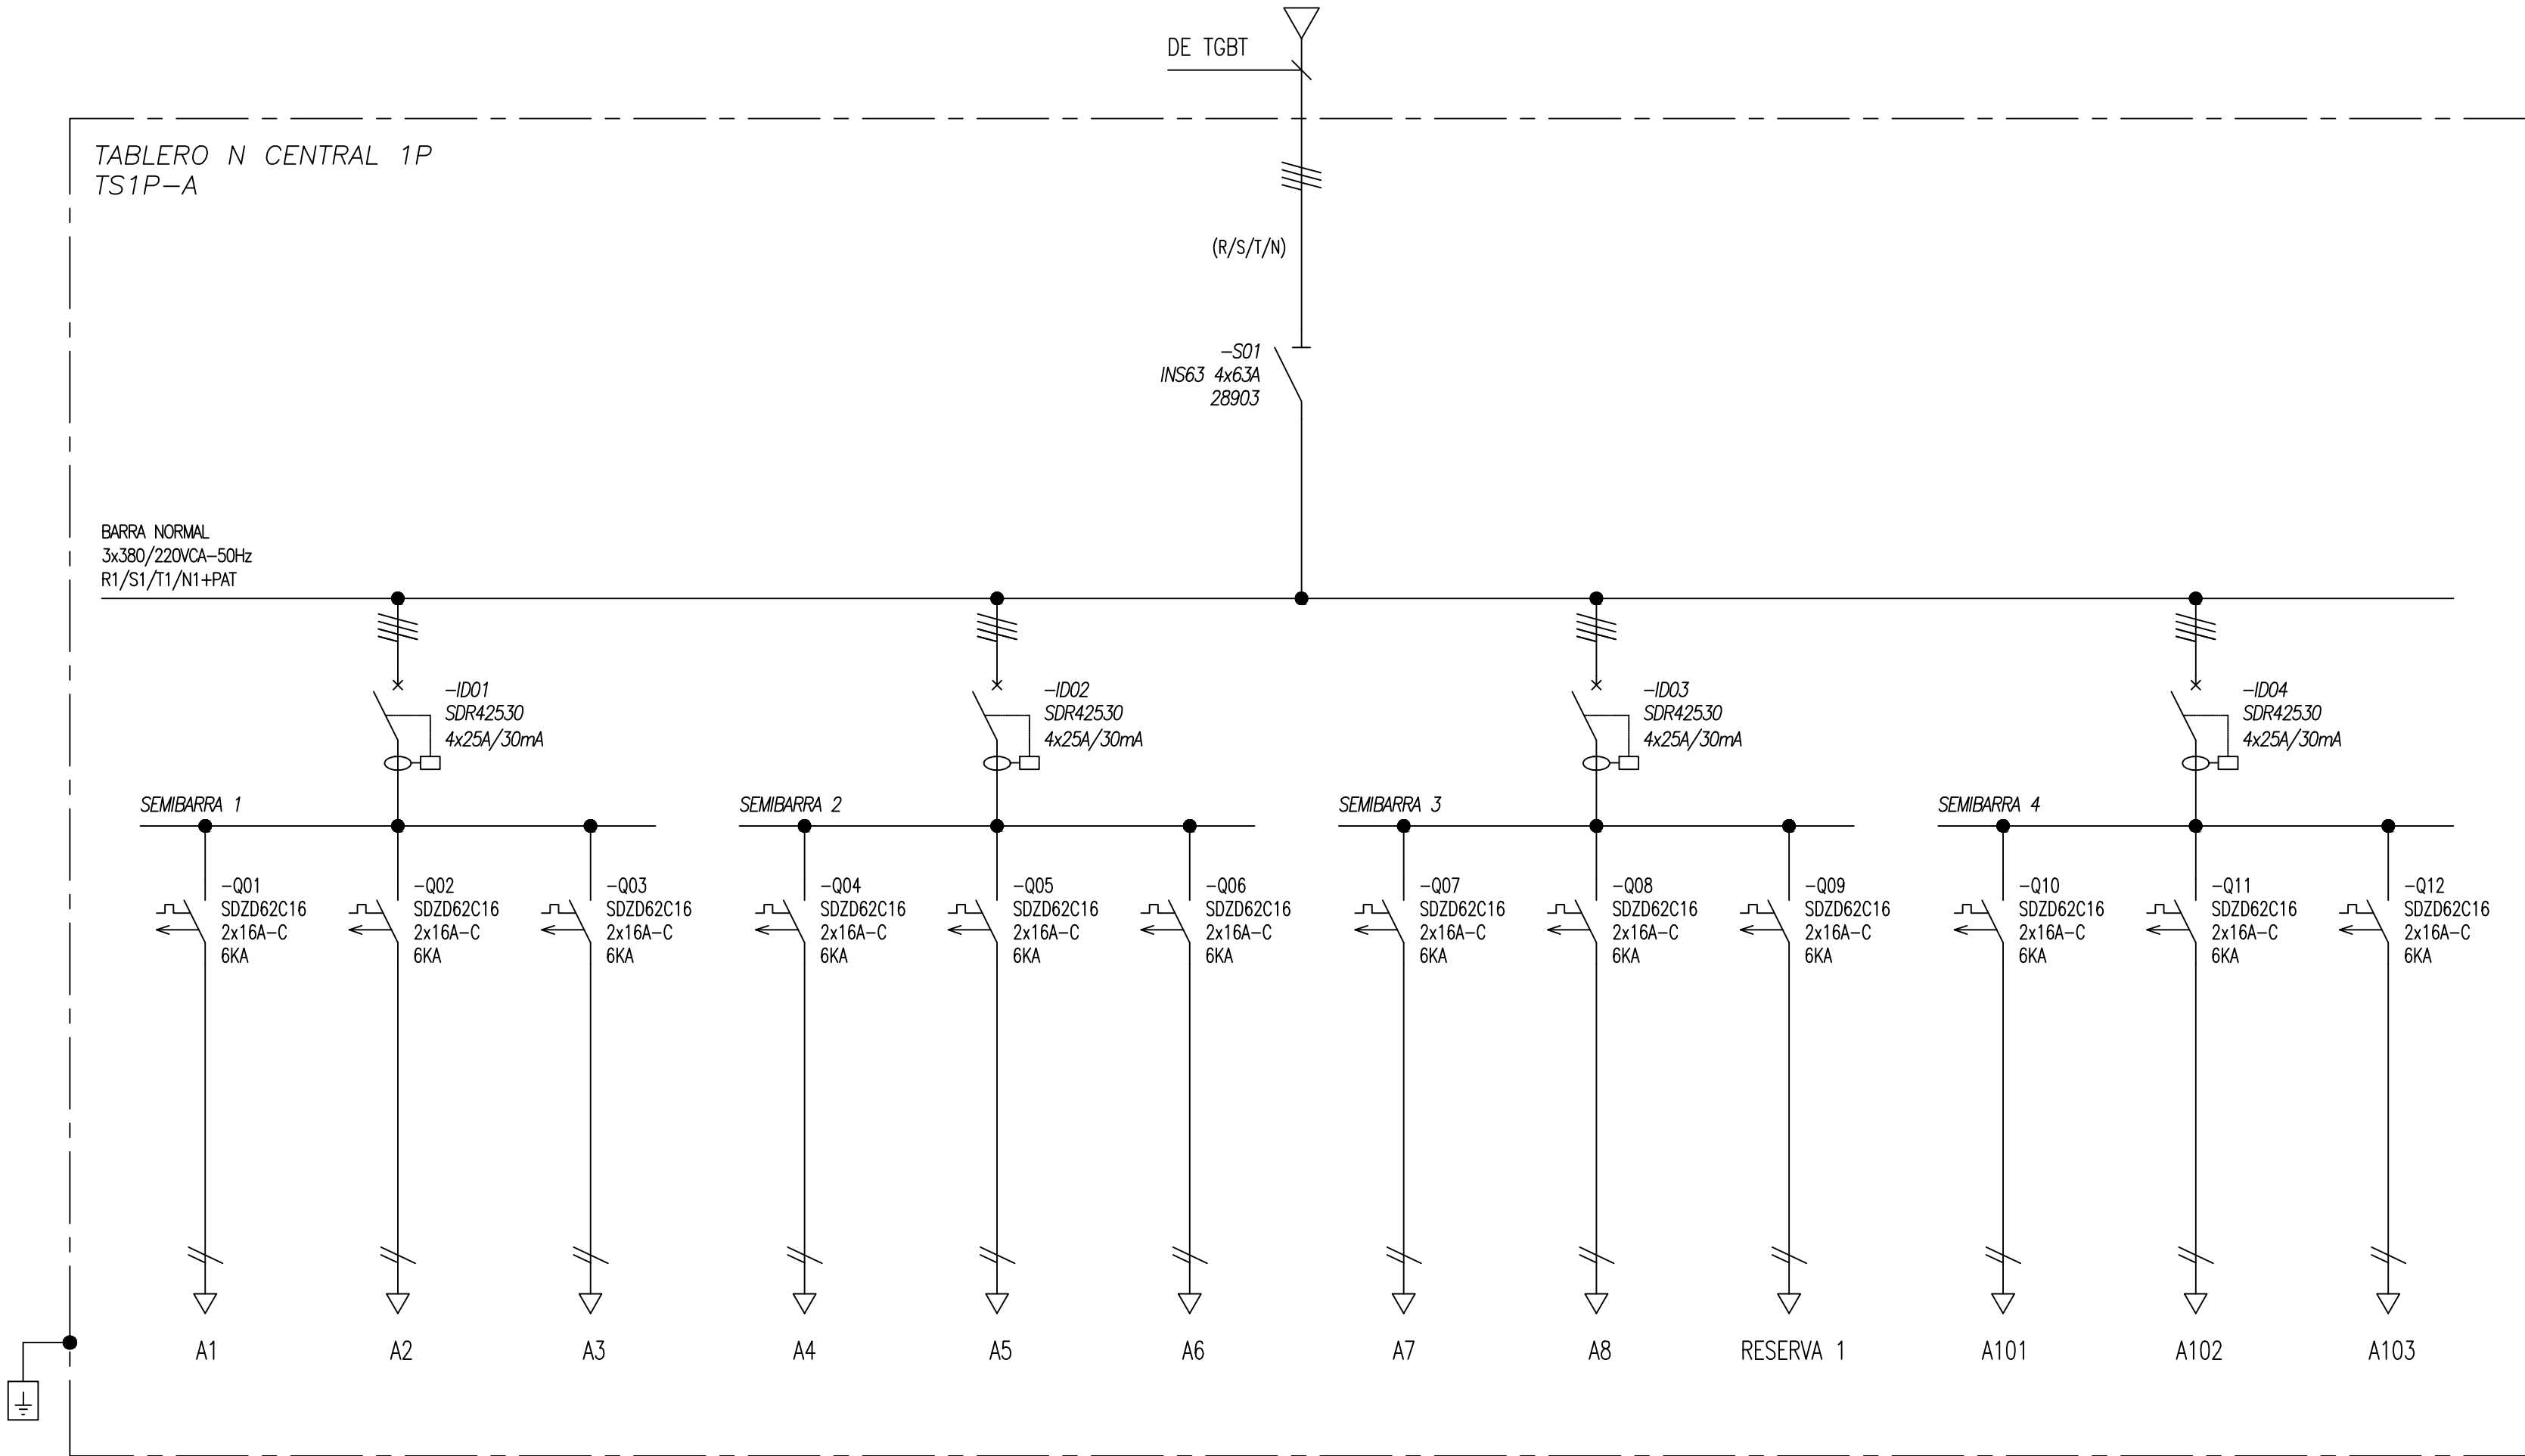 DE TGBT
TABLERO N CENTRAL 1P
TS1P-A
(R/S/T/N)
-S01
INS63 4x63A
28903
BARRA NORMAL
3x380/220VCA-50Hz
R1/S1/T1/N1+PAT
-ID01
SDR42530
4x25A/30mA
-ID02
SDR42530
4x25A/30mA
-ID03
SDR42530
4x25A/30mA
-ID04
SDR42530
4x25A/30mA
SEMIBARRA 1
SEMIBARRA 2
SEMIBARRA 3
SEMIBARRA 4
-Q01
SDZD62C16
2x16A-C
6KA
-Q02
SDZD62C16
2x16A-C
6KA
-Q03
SDZD62C16
2x16A-C
6KA
-Q04
SDZD62C16
2x16A-C
6KA
-Q05
SDZD62C16
2x16A-C
6KA
-Q06
SDZD62C16
2x16A-C
6KA
-Q07
SDZD62C16
2x16A-C
6KA
-Q08
SDZD62C16
2x16A-C
6KA
-Q09
SDZD62C16
2x16A-C
6KA
-Q10
SDZD62C16
2x16A-C
6KA
-Q11
SDZD62C16
2x16A-C
6KA
-Q12
SDZD62C16
2x16A-C
6KA
A1
A2
A3
A4
A5
A6
A7
A8
RESERVA 1
A101
A102
A103